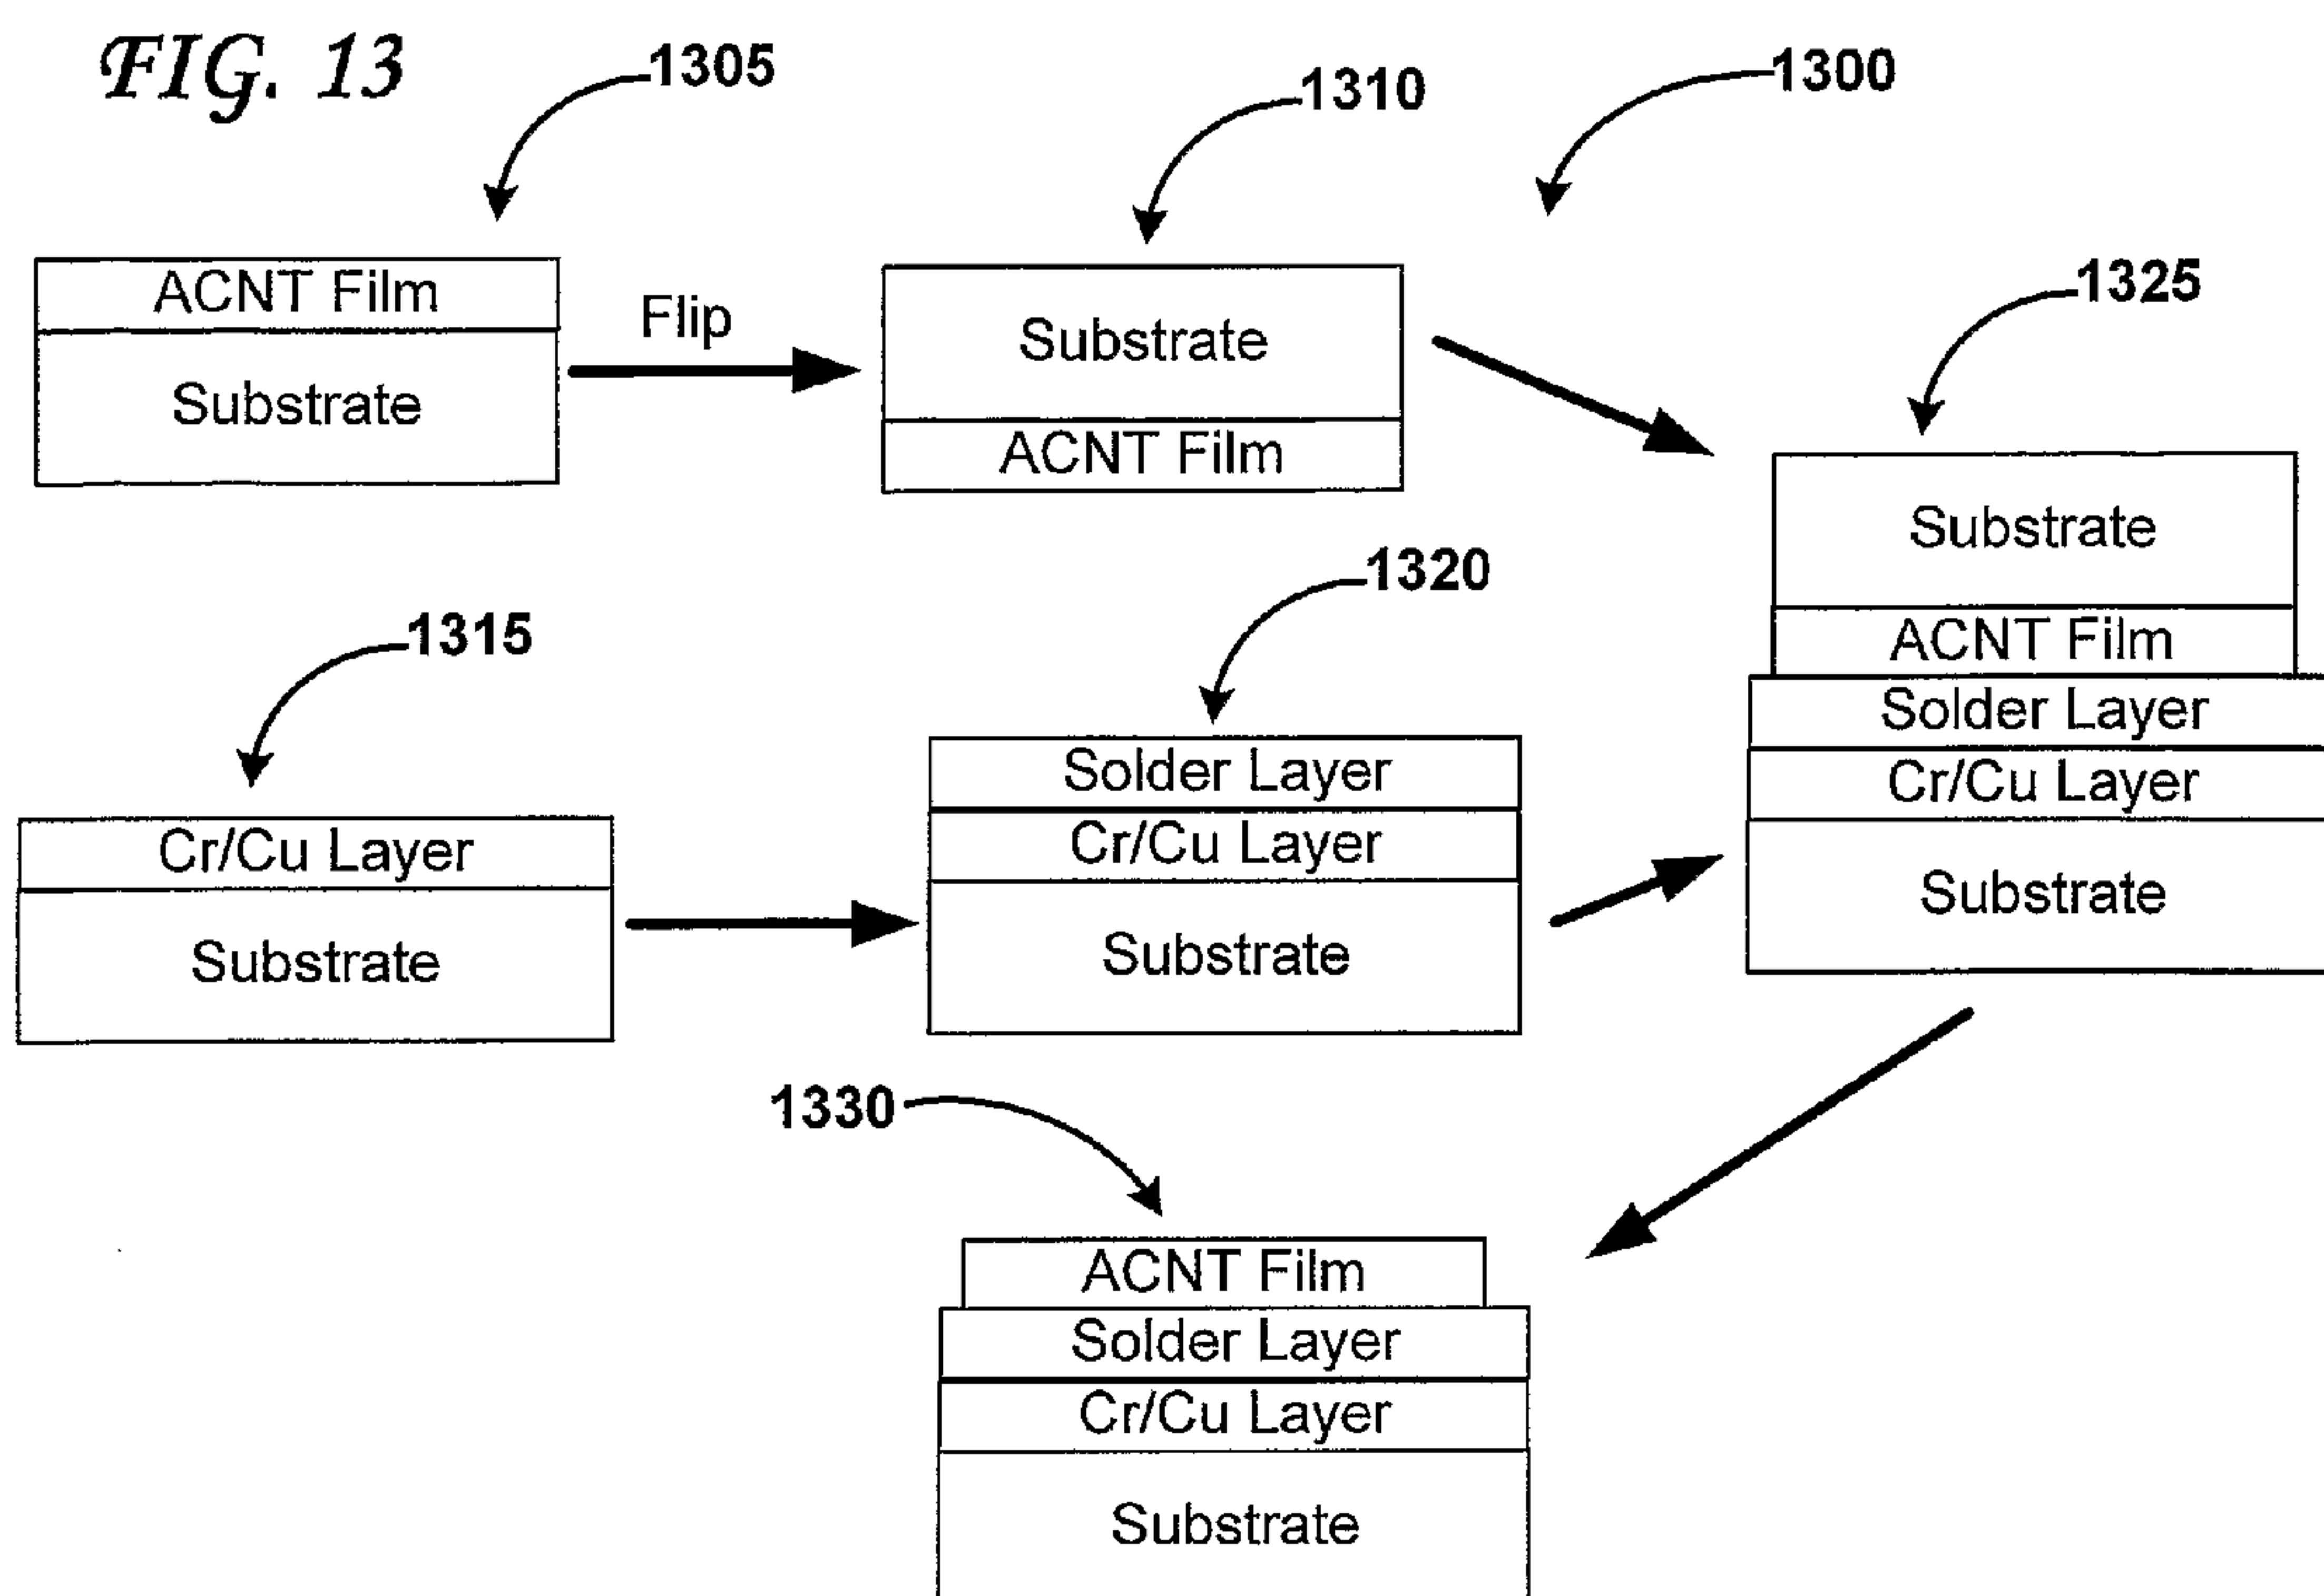 FIG. 13
1305
1310
1300
ACNT Film
Substrate
Flip
Substrate
ACNT Film
1325
Substrate
ACNT Film
Solder Layer
Cr/Cu Layer
Substrate
1315
Cr/Cu Layer
Substrate
1320
Solder Layer
Cr/Cu Layer
Substrate
1330
ACNT Film
Solder Layer
Cr/Cu Layer
Substrate